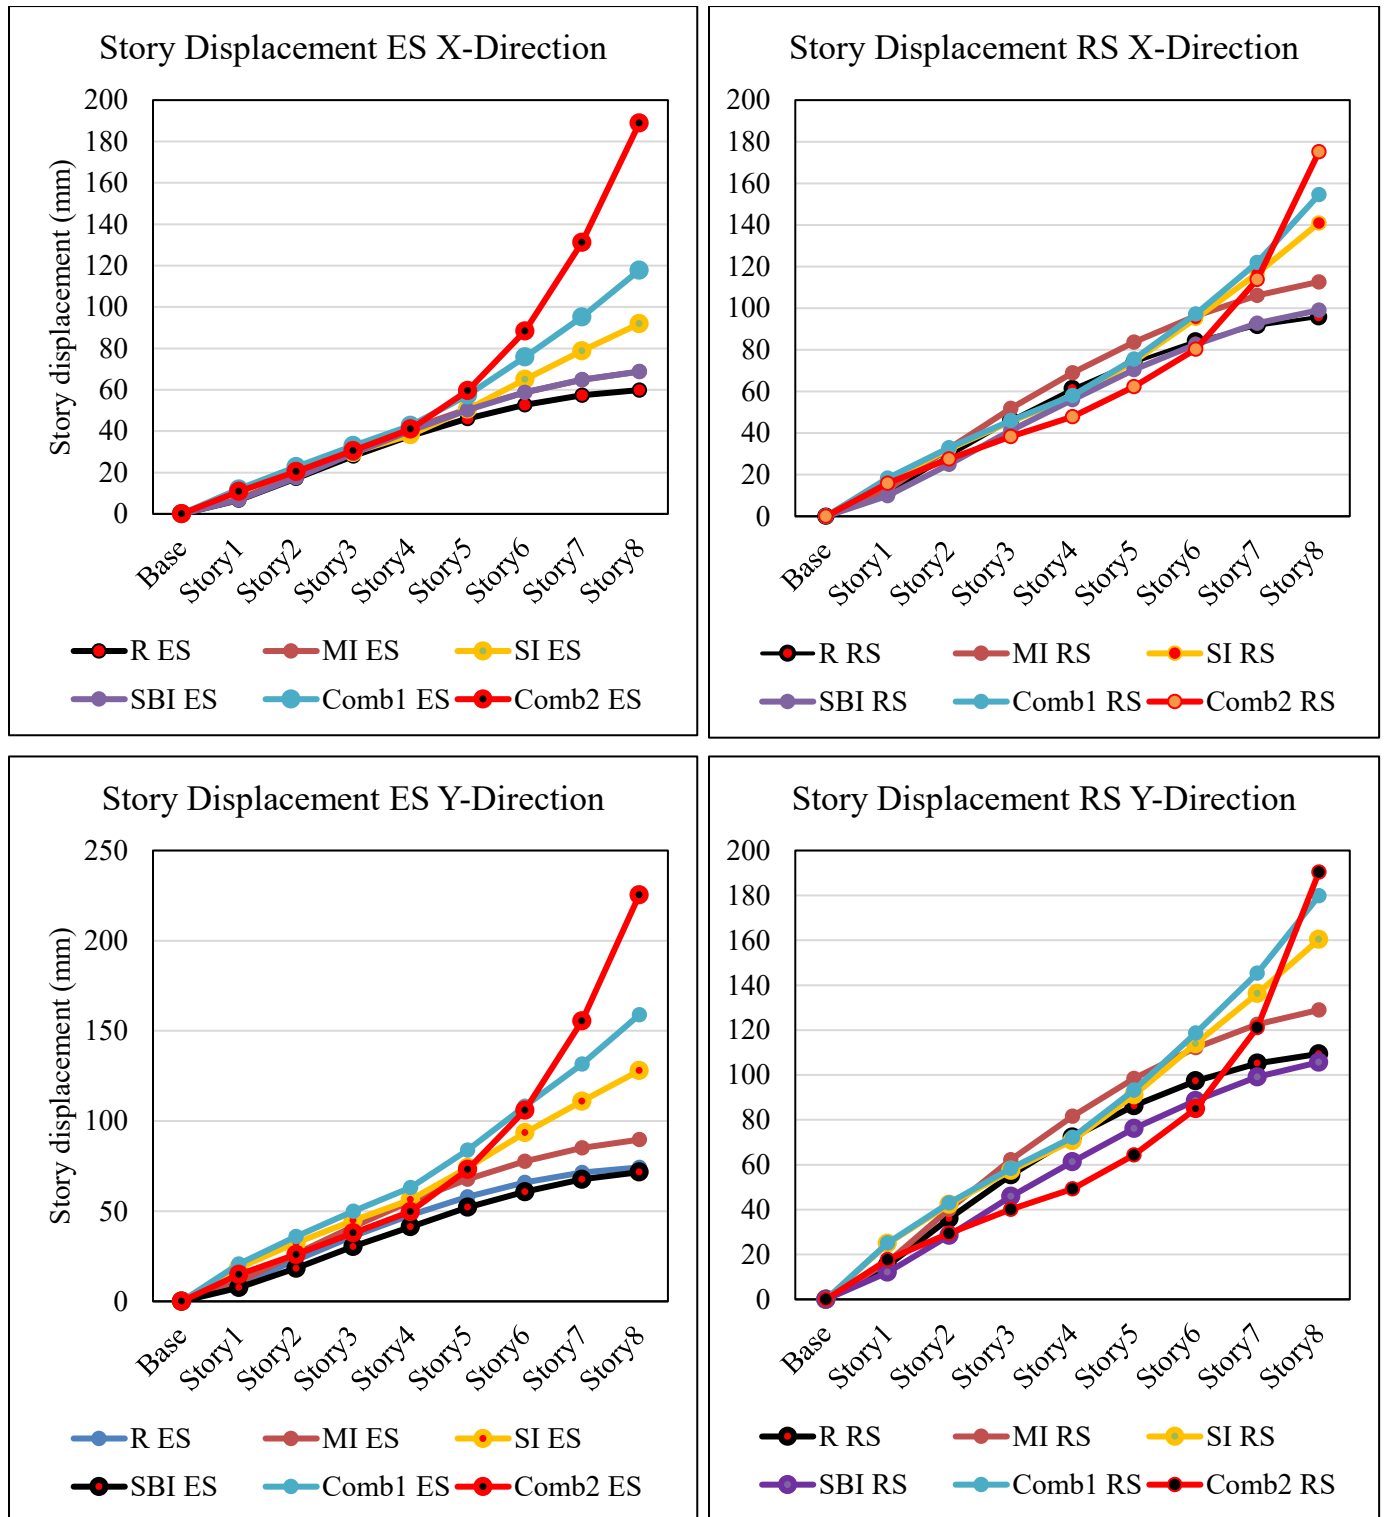 Story Displacement ES X-Direction
Story displacement (mm)
200
180
160
140
120
100
80
60
40
20
0
Base Story1 Story2 Story3 Story4 Story5 Story6 Story7 Story8
R ES MI ES SI ES
SBI ES Comb1 ES Comb2 ES
Story Displacement RS X-Direction
200
180
160
140
120
100
80
60
40
20
0
Base Story1 Story2 Story3 Story4 Story5 Story6 Story7 Story8
R RS MI RS SI RS
SBI RS Comb1 RS Comb2 RS
Story Displacement ES Y-Direction
Story displacement (mm)
250
200
150
100
50
0
Base Story1 Story2 Story3 Story4 Story5 Story6 Story7 Story8
R ES MI ES SI ES
SBI ES Comb1 ES Comb2 ES
Story Displacement RS Y-Direction
200
180
160
140
120
100
80
60
40
20
0
Base Story1 Story2 Story3 Story4 Story5 Story6 Story7 Story8
R RS MI RS SI RS
SBI RS Comb1 RS Comb2 RS